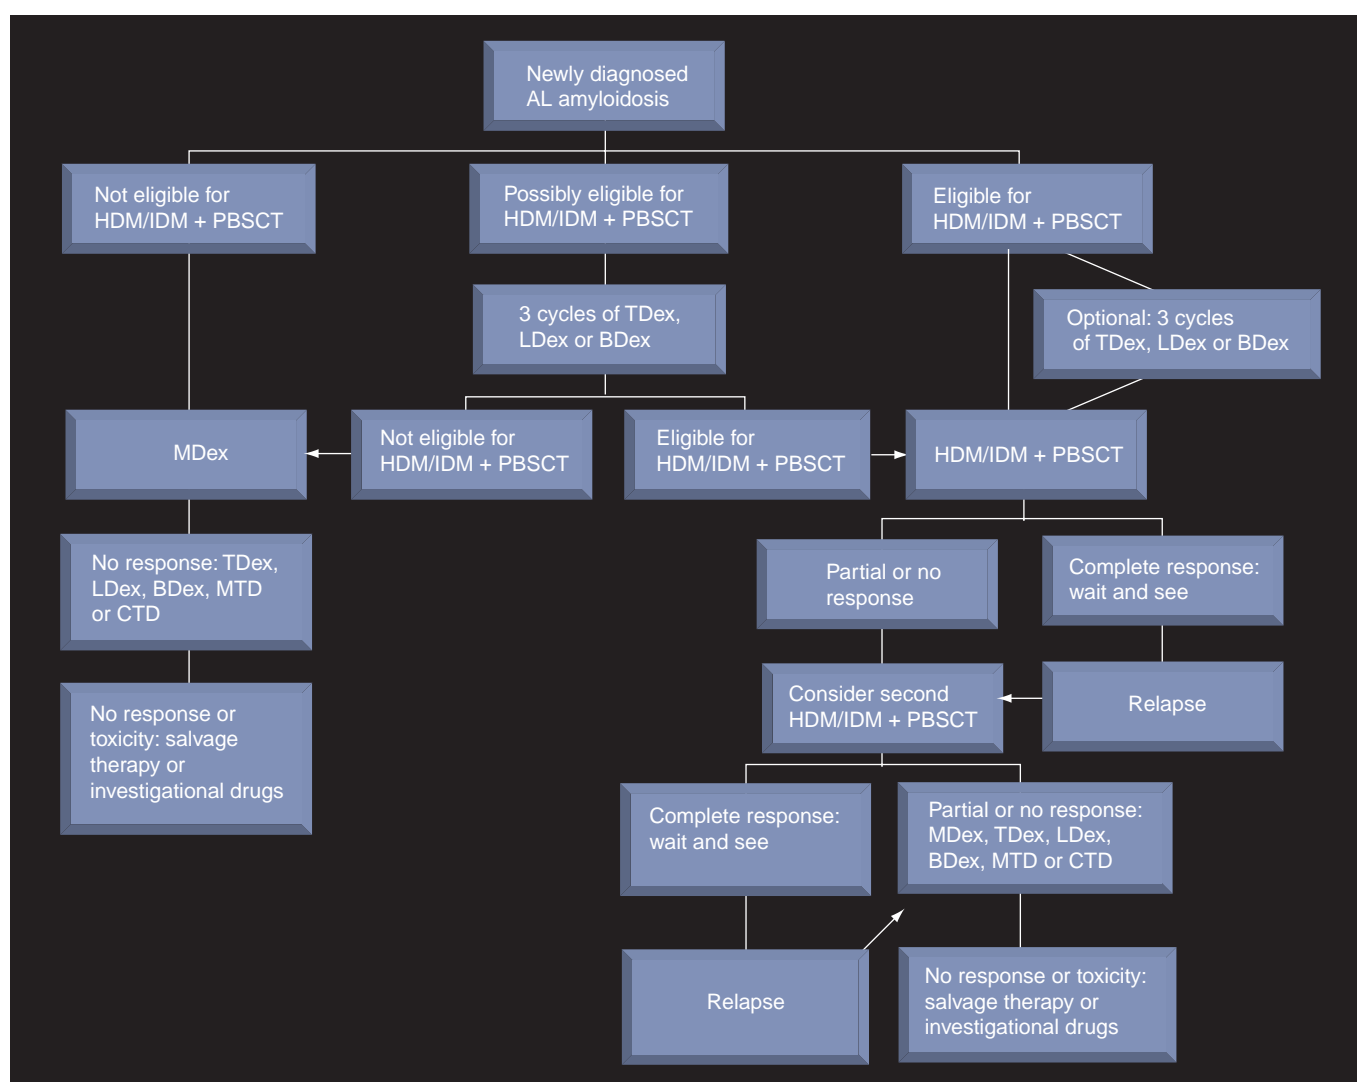 Newly diagnosed
AL amyloidosis
Not eligible for
HDM/IDM + PBSCT
Possibly eligible for
HDM/IDM + PBSCT
Eligible for
HDM/IDM + PBSCT
3 cycles of TDex,
LDex or BDex
Optional: 3 cycles
of TDex, LDex or BDex
MDex
Not eligible for
HDM/IDM + PBSCT
Eligible for
HDM/IDM + PBSCT
HDM/IDM + PBSCT
No response: TDex,
LDex, BDex, MTD
or CTD
Partial or no
response
Complete response:
wait and see
No response or
toxicity: salvage
therapy or
investigational drugs
Consider second
HDM/IDM + PBSCT
Relapse
Complete response:
wait and see
Partial or no response:
MDex, TDex, LDex,
BDex, MTD or CTD
Relapse
No response or toxicity:
salvage therapy or
investigational drugs